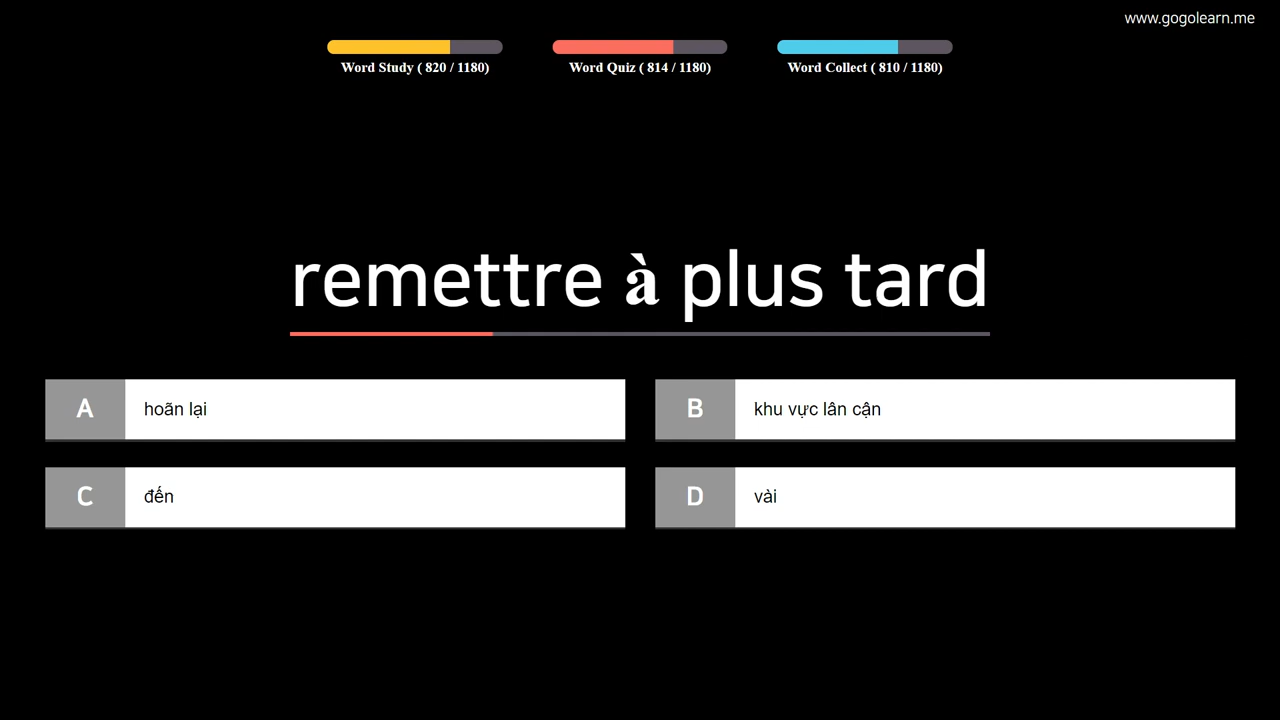 www.gogolearn.me
Word Study ( 820 / 1180)
Word Quiz ( 814 / 1180)
Word Collect ( 810 / 1180)
remettre à plus tard
A hoãn lại
B khu vực lân cận
C đến
D vài